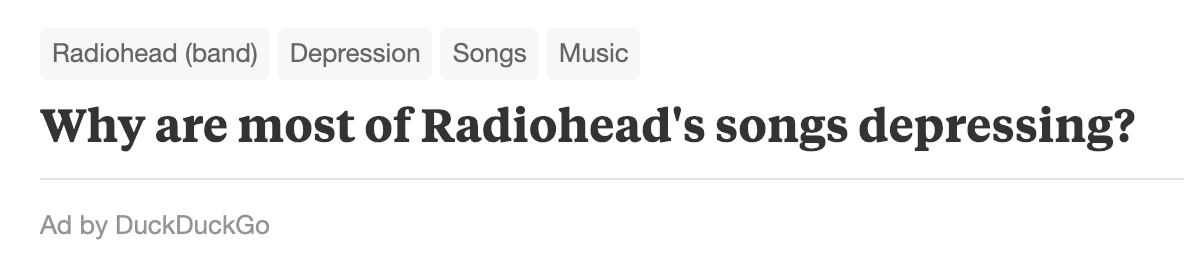 Radiohead (band) Depression Songs Music
Why are most of Radiohead's songs depressing?
Ad by DuckDuckGo